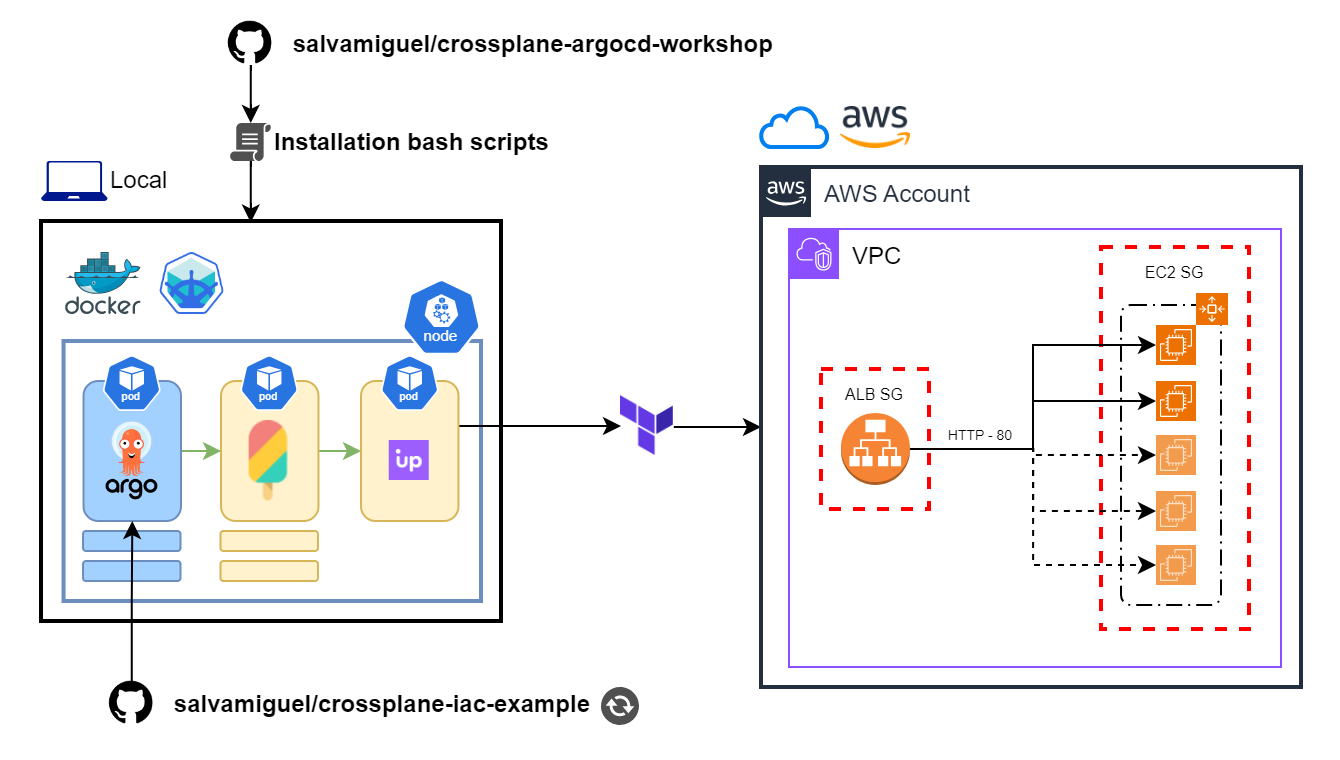 salvamiguel/crossplane-argocd-workshop
Installation bash scripts
Local
aws
aws
AWS Account
VPC
EC2 SG
docker
node
pod
pod
pod
ALB SG
HTTP - 80
argo
up
salvamiguel/crossplane-iac-example